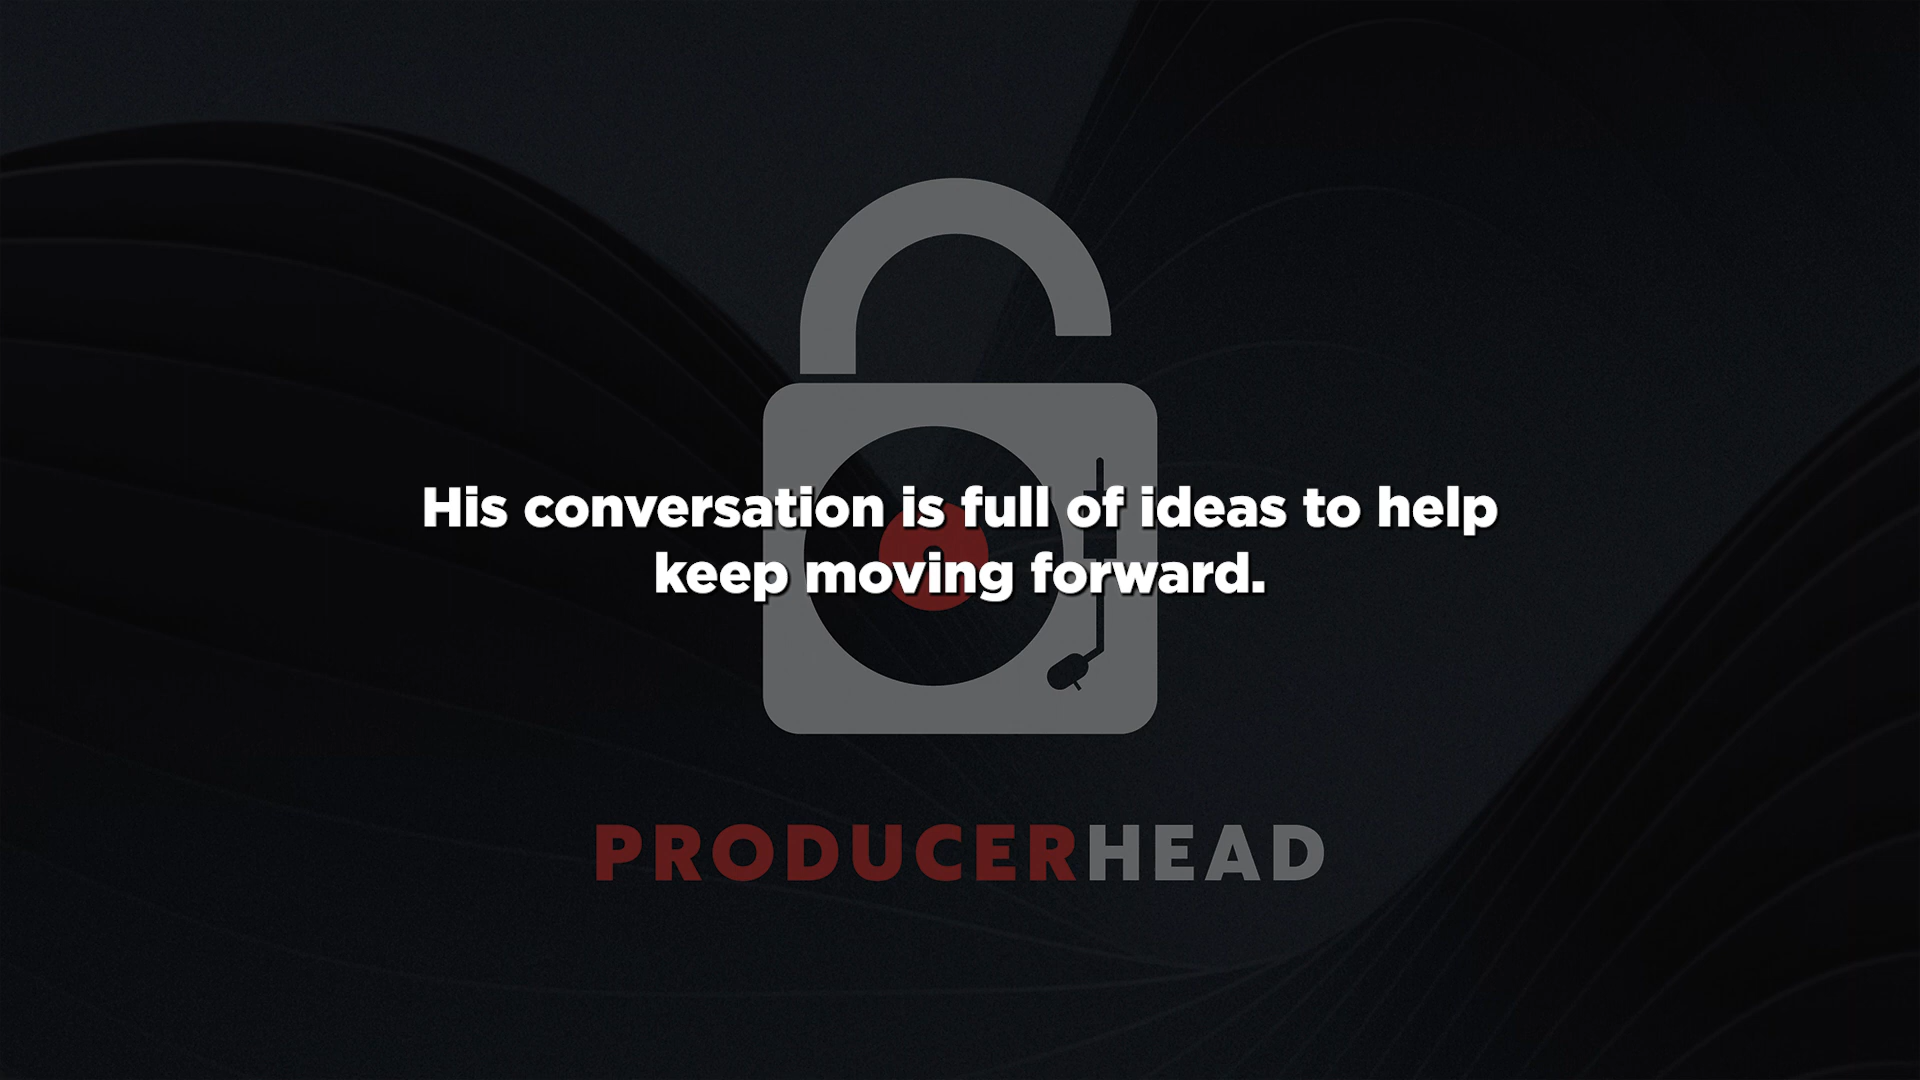 His conversation is full of ideas to help
keep moving forward.
PRODUCERHEAD